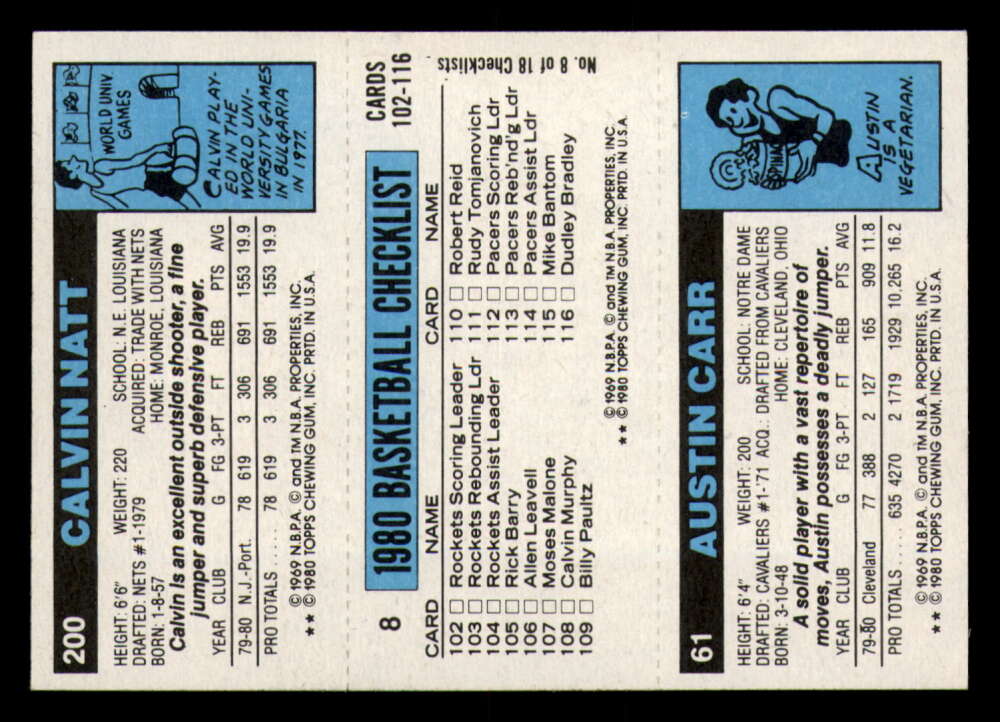 200 CALVIN NATT
HEIGHT: 6'6" WEIGHT: 220 SCHOOL: N.E. LOUISIANA
DRAFTED: NETS #1-1979 ACQUIRED: TRADE WITH NETS
BORN: 1-8-57 HOME: MONROE, LOUISIANA
Calvin is an excellent outside shooter, a fine
jumper and superb defensive player.
YEAR CLUB G FG 3-PT FT REB PTS AVG
79-80 N.J.-Port. 78 619 3 306 691 1553 19.9
PRO TOTALS ..... 78 619 3 306 691 1553 19.9
© 1969 N.B.P.A. © and TM N.B.A. PROPERTIES, INC.
★★ © 1980 TOPPS CHEWING GUM, INC. PRTD. IN U.S.A.
WORLD UNIV.
GAMES
CALVIN PLAY-
ED IN THE
WORLD UNI-
VERSITY GAMES
IN BULGARIA
IN 1977.
8 1980 BASKETBALL CHECKLIST CARDS
102-116
CARD NAME CARD NAME
102 □ Rockets Scoring Leader 110 □ Robert Reid
103 □ Rockets Rebounding Ldr 111 □ Rudy Tomjanovich
104 □ Rockets Assist Leader 112 □ Pacers Scoring Ldr
105 □ Rick Barry 113 □ Pacers Reb'nd'g Ldr
106 □ Allen Leavell 114 □ Pacers Assist Ldr
107 □ Moses Malone 115 □ Mike Bantom
108 □ Calvin Murphy 116 □ Dudley Bradley
109 □ Billy Paultz
© 1969 N.B.P.A. © and TM N.B.A. PROPERTIES, INC.
★★ © 1980 TOPPS CHEWING GUM, INC. PRTD. IN U.S.A.
No. 8 of 18 Checklists
61 AUSTIN CARR
HEIGHT: 6'4" WEIGHT: 200 SCHOOL: NOTRE DAME
DRAFTED: CAVALIERS #1-71 ACQ.: DRAFTED FROM CAVALIERS
BORN: 3-10-48 HOME: CLEVELAND, OHIO
A solid player with a vast repertoire of
moves, Austin possesses a deadly jumper.
YEAR CLUB G FG 3-PT FT REB PTS AVG
79-80 Cleveland 77 388 2 127 165 909 11.8
PRO TOTALS ..... 635 4270 2 1719 1929 10,265 16.2
© 1969 N.B.P.A. © and TM N.B.A. PROPERTIES, INC.
★★ © 1980 TOPPS CHEWING GUM, INC. PRTD. IN U.S.A.
SPINACH
AUSTIN
IS A
VEGETARIAN.